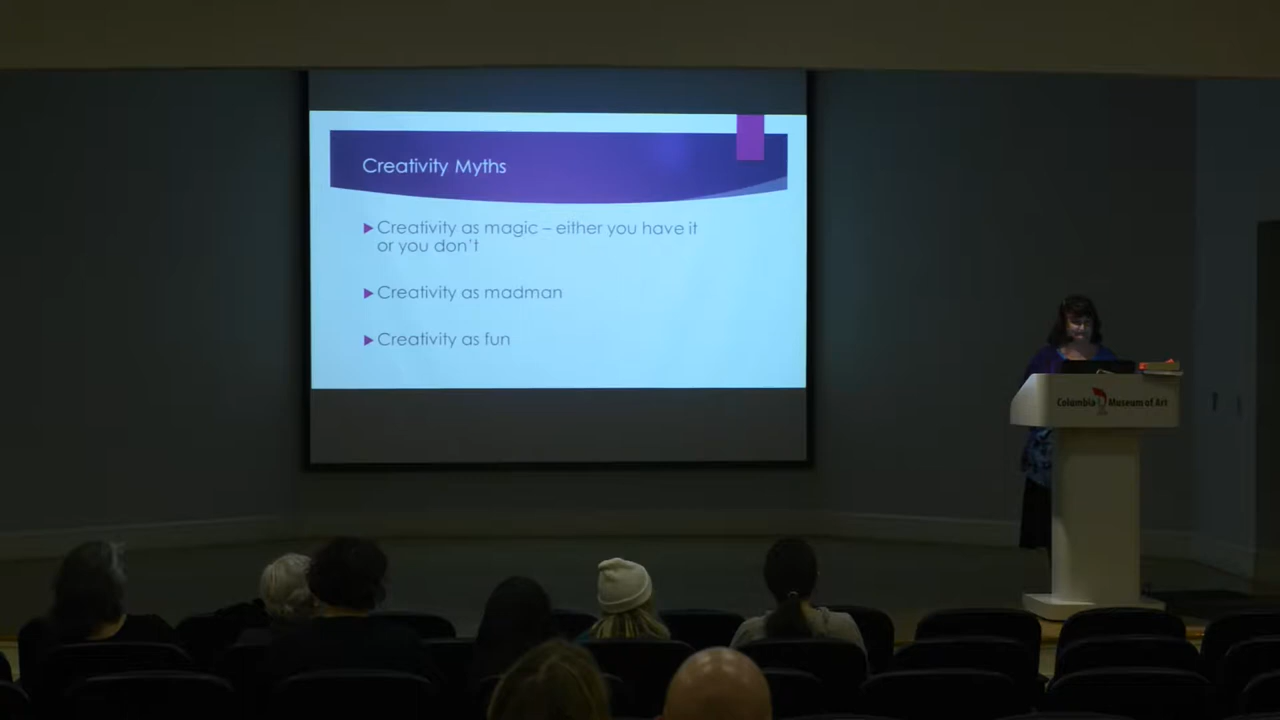 Creativity Myths
Creativity as magic – either you have it
or you don't
Creativity as madman
Creativity as fun
Columbia Museum of Art